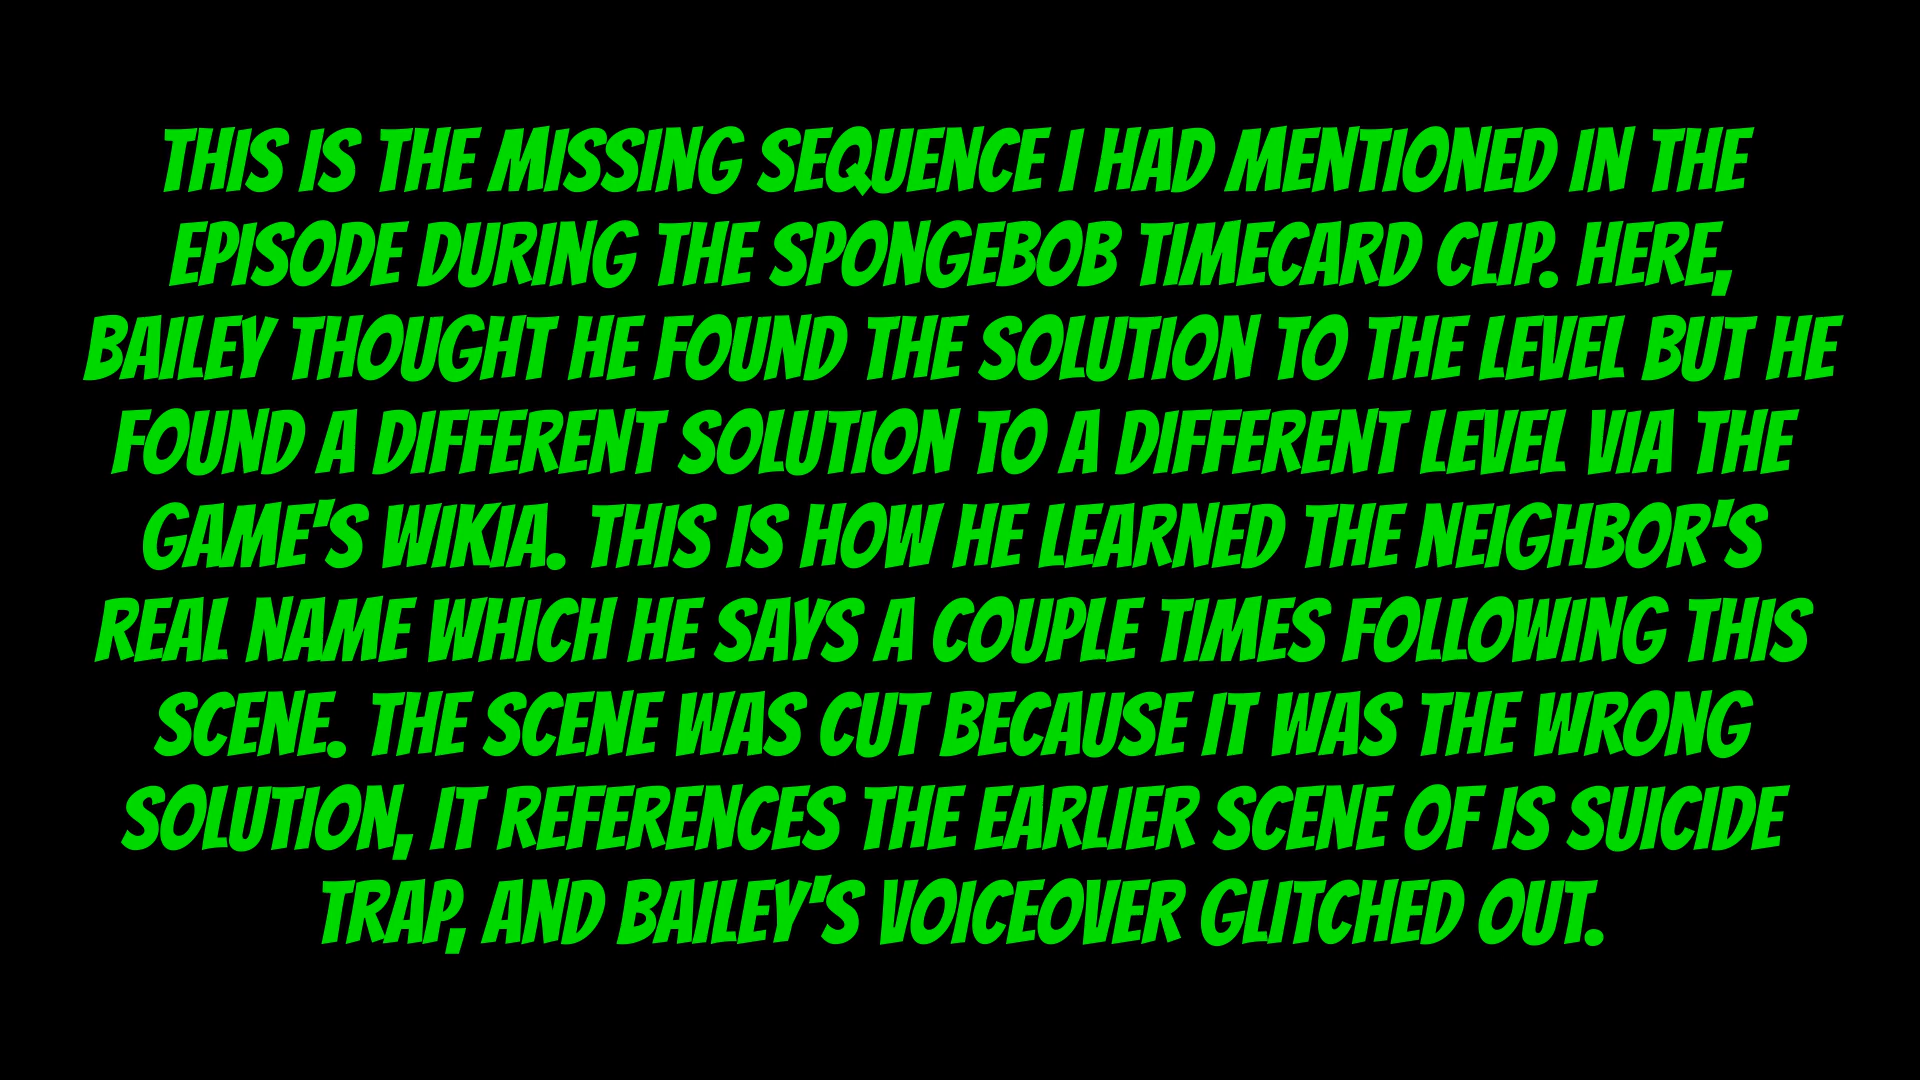 THIS IS THE MISSING SEQUENCE I HAD MENTIONED IN THE
EPISODE DURING THE SPONGEBOB TIMECARD CLIP. HERE,
BAILEY THOUGHT HE FOUND THE SOLUTION TO THE LEVEL BUT HE
FOUND A DIFFERENT SOLUTION TO A DIFFERENT LEVEL VIA THE
GAME'S WIKIA. THIS IS HOW HE LEARNED THE NEIGHBOR'S
REAL NAME WHICH HE SAYS A COUPLE TIMES FOLLOWING THIS
SCENE. THE SCENE WAS CUT BECAUSE IT WAS THE WRONG
SOLUTION, IT REFERENCES THE EARLIER SCENE OF IS SUICIDE
TRAP, AND BAILEY'S VOICEOVER GLITCHED OUT.